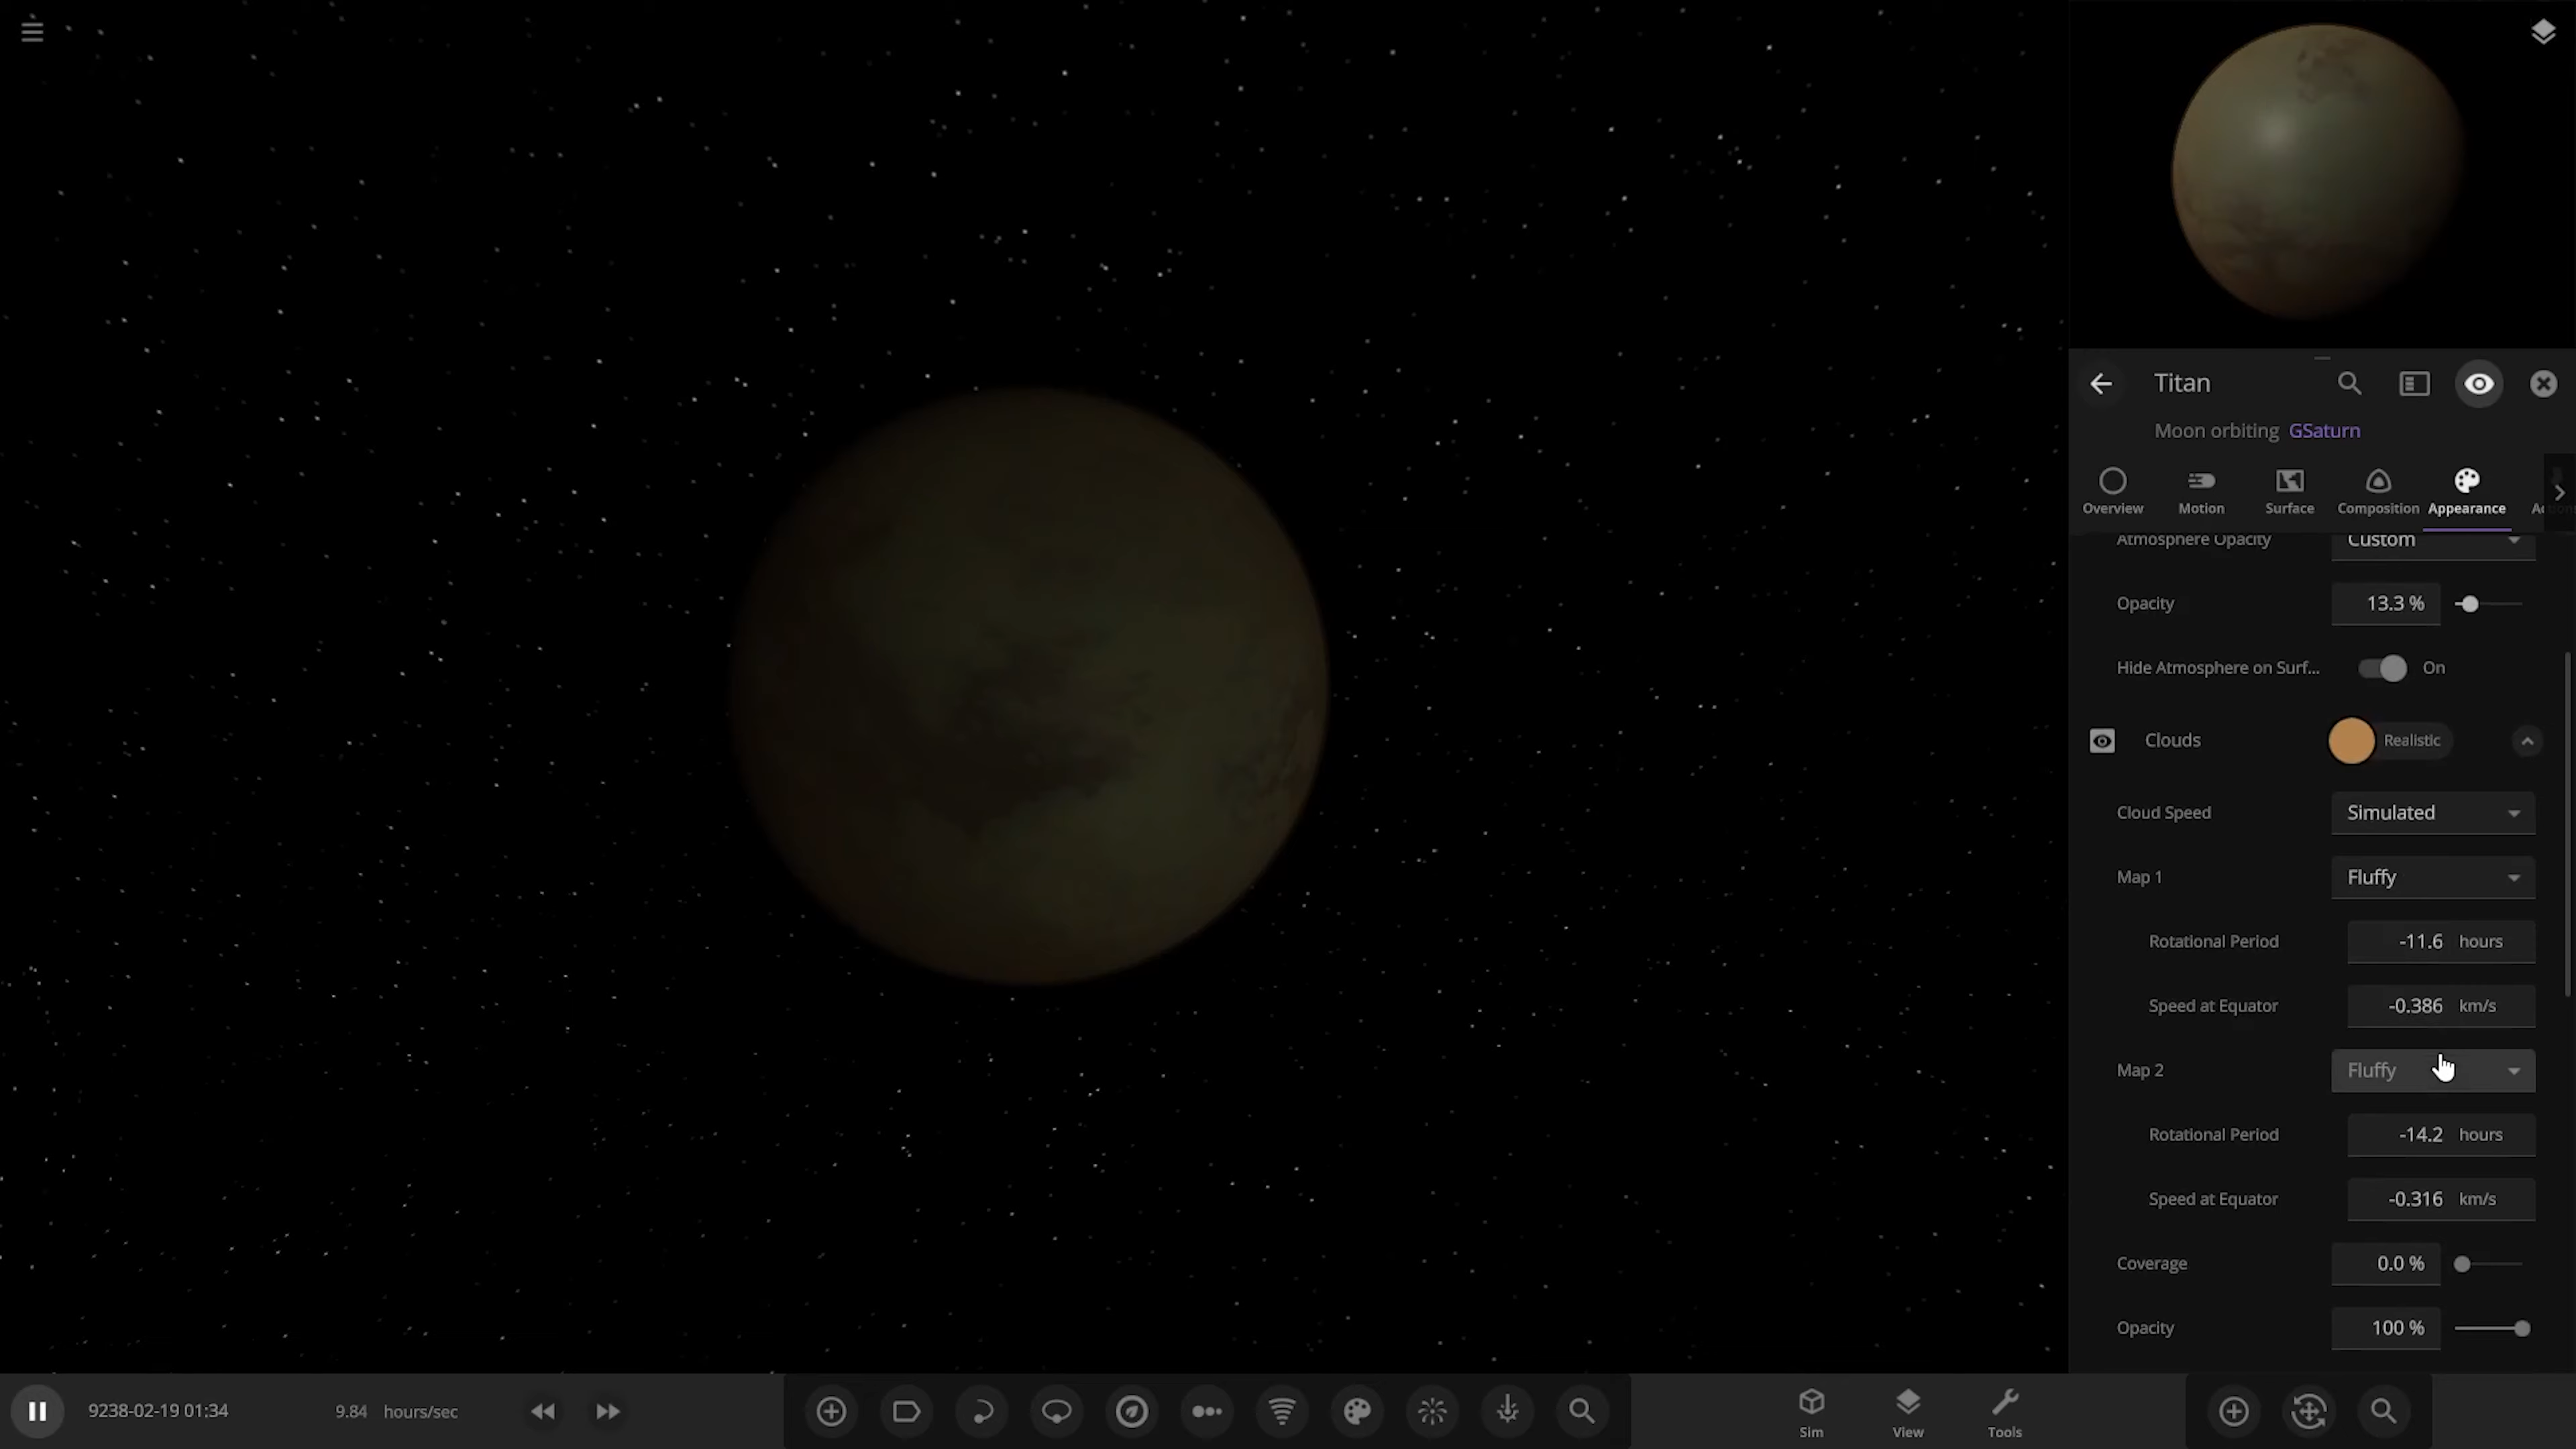 Titan
Moon orbiting GSaturn
Overview Motion Surface Composition Appearance
Atmosphere Opacity Custom
Opacity 13.3 %
Hide Atmosphere on Surf... On
Clouds Realistic
Cloud Speed Simulated
Map 1 Fluffy
Rotational Period -11.6 hours
Speed at Equator -0.386 km/s
Map 2 Fluffy
Rotational Period -14.2 hours
Speed at Equator -0.316 km/s
Coverage 0.0 %
Opacity 100 %
9238-02-19 01:34 9.84 hours/sec
Sim View Tools